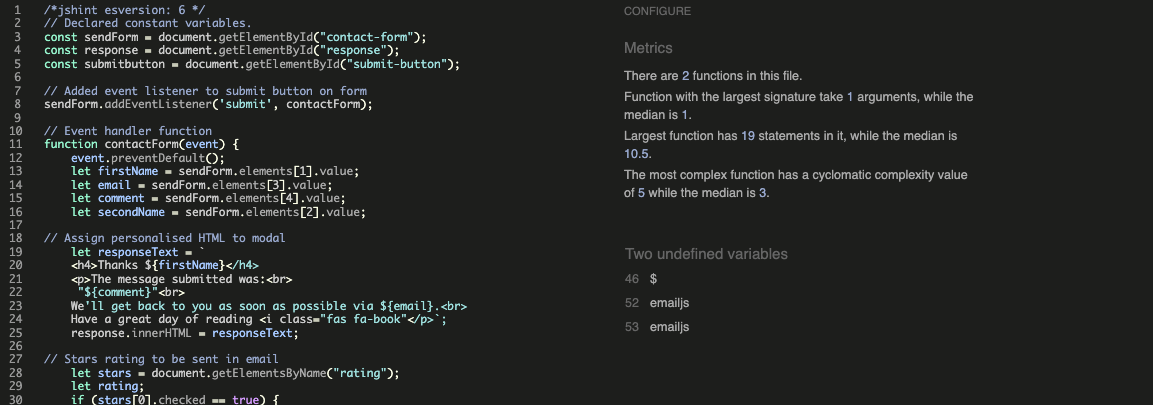 1 /*jshint esversion: 6 */
2 // Declared constant variables.
3 const sendForm = document.getElementById("contact-form");
4 const response = document.getElementById("response");
5 const submitbutton = document.getElementById("submit-button");
6
7 // Added event listener to submit button on form
8 sendForm.addEventListener('submit', contactForm);
9
10 // Event handler function
11 function contactForm(event) {
12 event.preventDefault();
13 let firstName = sendForm.elements[1].value;
14 let email = sendForm.elements[3].value;
15 let comment = sendForm.elements[4].value;
16 let secondName = sendForm.elements[2].value;
17
18 // Assign personalised HTML to modal
19 let responseText = `
20 <h4>Thanks ${firstName}</h4>
21 <p>The message submitted was:<br>
22 "${comment}"<br>
23 We'll get back to you as soon as possible via ${email}.<br>
24 Have a great day of reading <i class="fas fa-book"</p>`;
25 response.innerHTML = responseText;
26
27 // Stars rating to be sent in email
28 let stars = document.getElementsByName("rating");
29 let rating;
30 if (stars[0].checked == true) {
CONFIGURE
Metrics
There are 2 functions in this file.
Function with the largest signature take 1 arguments, while the
median is 1.
Largest function has 19 statements in it, while the median is
10.5.
The most complex function has a cyclomatic complexity value
of 5 while the median is 3.
Two undefined variables
46 $
52 emailjs
53 emailjs